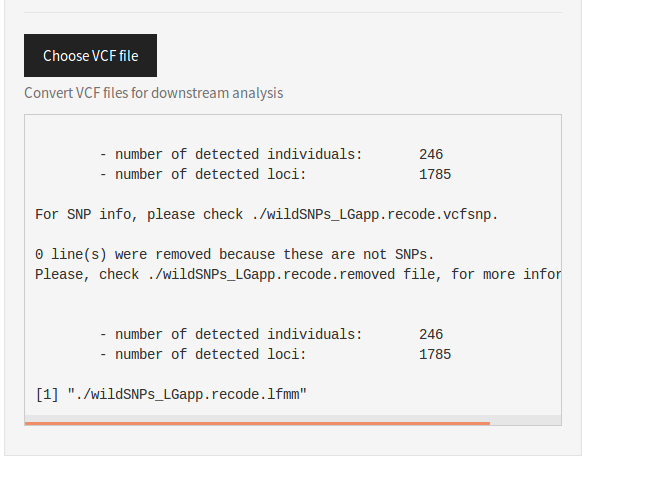 Choose VCF file
Convert VCF files for downstream analysis
- number of detected individuals: 246
- number of detected loci: 1785
For SNP info, please check ./wildSNPs_LGapp.recode.vcfsnp.
0 line(s) were removed because these are not SNPs.
Please, check ./wildSNPs_LGapp.recode.removed file, for more infor
- number of detected individuals: 246
- number of detected loci: 1785
[1] "./wildSNPs_LGapp.recode.lfmm"